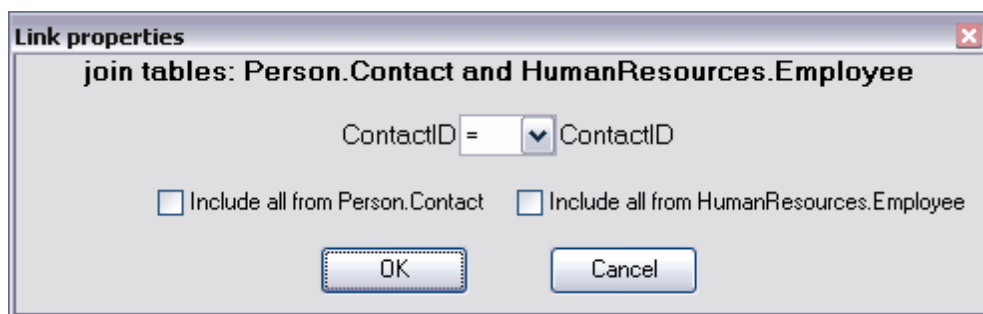 Link properties
join tables: Person.Contact and HumanResources.Employee
ContactID = ContactID
Include all from Person.Contact Include all from HumanResources.Employee
OK Cancel